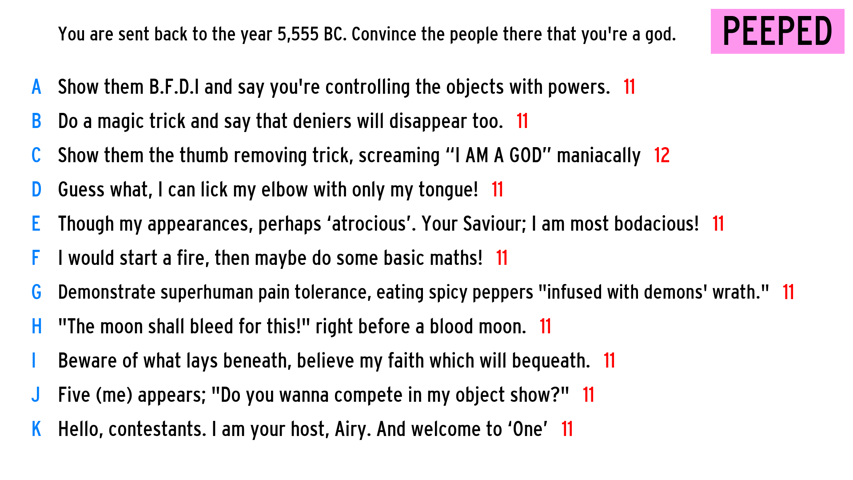 You are sent back to the year 5,555 BC. Convince the people there that you're a god.
PEEPED
A Show them B.F.D.I and say you're controlling the objects with powers. 11
B Do a magic trick and say that deniers will disappear too. 11
C Show them the thumb removing trick, screaming “I AM A GOD” maniacally 12
D Guess what, I can lick my elbow with only my tongue! 11
E Though my appearances, perhaps ‘atrocious’. Your Saviour; I am most bodacious! 11
F I would start a fire, then maybe do some basic maths! 11
G Demonstrate superhuman pain tolerance, eating spicy peppers "infused with demons' wrath." 11
H "The moon shall bleed for this!" right before a blood moon. 11
I Beware of what lays beneath, believe my faith which will bequeath. 11
J Five (me) appears; "Do you wanna compete in my object show?" 11
K Hello, contestants. I am your host, Airy. And welcome to ‘One’ 11